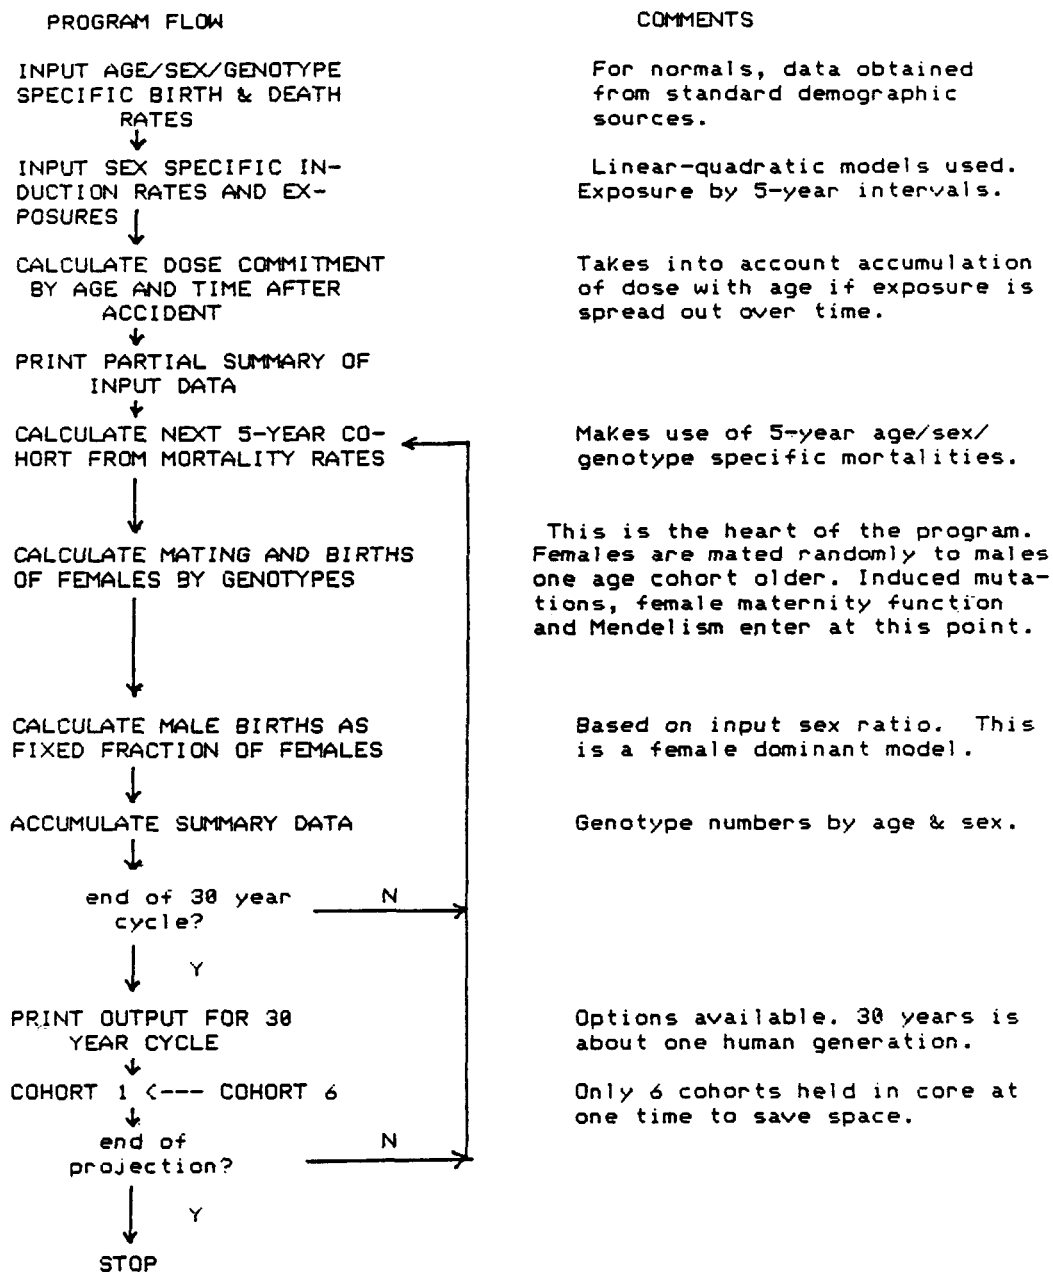 PROGRAM FLOW
COMMENTS
INPUT AGE/SEX/GENOTYPE
SPECIFIC BIRTH & DEATH
RATES
For normals, data obtained
from standard demographic
sources.
INPUT SEX SPECIFIC IN-
DUCTION RATES AND EX-
POSURES
Linear-quadratic models used.
Exposure by 5-year intervals.
CALCULATE DOSE COMMITMENT
BY AGE AND TIME AFTER
ACCIDENT
Takes into account accumulation
of dose with age if exposure is
spread out over time.
PRINT PARTIAL SUMMARY OF
INPUT DATA
CALCULATE NEXT 5-YEAR CO-
HORT FROM MORTALITY RATES
Makes use of 5-year age/sex/
genotype specific mortalities.
CALCULATE MATING AND BIRTHS
OF FEMALES BY GENOTYPES
This is the heart of the program.
Females are mated randomly to males
one age cohort older. Induced muta-
tions, female maternity function
and Mendelism enter at this point.
CALCULATE MALE BIRTHS AS
FIXED FRACTION OF FEMALES
Based on input sex ratio. This
is a female dominant model.
ACCUMULATE SUMMARY DATA
Genotype numbers by age & sex.
end of 30 year
cycle?
N
Y
PRINT OUTPUT FOR 30
YEAR CYCLE
Options available. 30 years is
about one human generation.
COHORT 1 <--- COHORT 6
Only 6 cohorts held in core at
one time to save space.
end of
projection?
N
Y
STOP